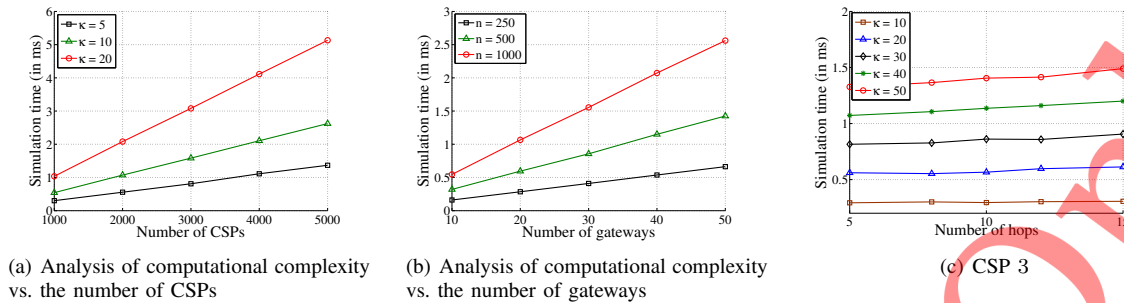 6
5
4
3
2
1
0
1000 2000 3000 4000 5000
Number of CSPs
Simulation time (in ms)
κ = 5
κ = 10
κ = 20
(a) Analysis of computational complexity
vs. the number of CSPs
3
2.5
2
1.5
1
0.5
0
10 20 30 40 50
Number of gateways
Simulation time (in ms)
n = 250
n = 500
n = 1000
(b) Analysis of computational complexity
vs. the number of gateways
2
1.5
1
0.5
5 10
Number of hops
Simulation time (in ms)
κ = 10
κ = 20
κ = 30
κ = 40
κ = 50
(c) CSP 3